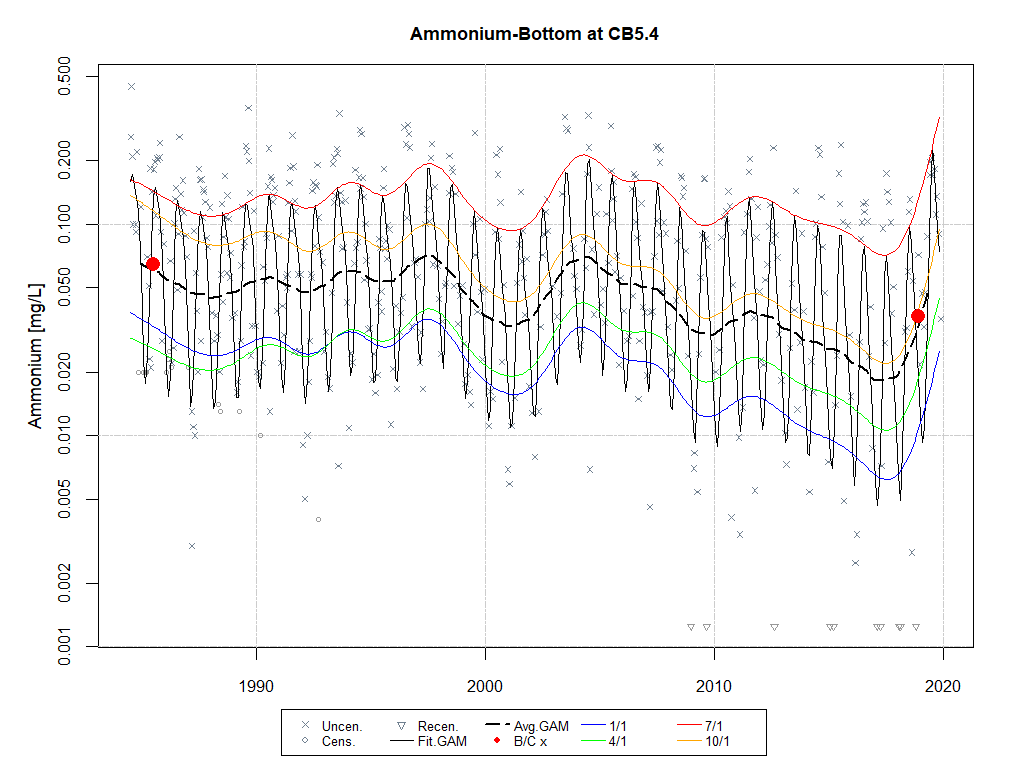 Ammonium-Bottom at CB5.4
Ammonium [mg/L]
0.500
0.200
0.100
0.050
0.020
0.010
0.005
0.002
0.001
1990 2000 2010 2020
Uncen. Recen. Avg.GAM 1/1 7/1
Cens. Fit.GAM B/C x 4/1 10/1